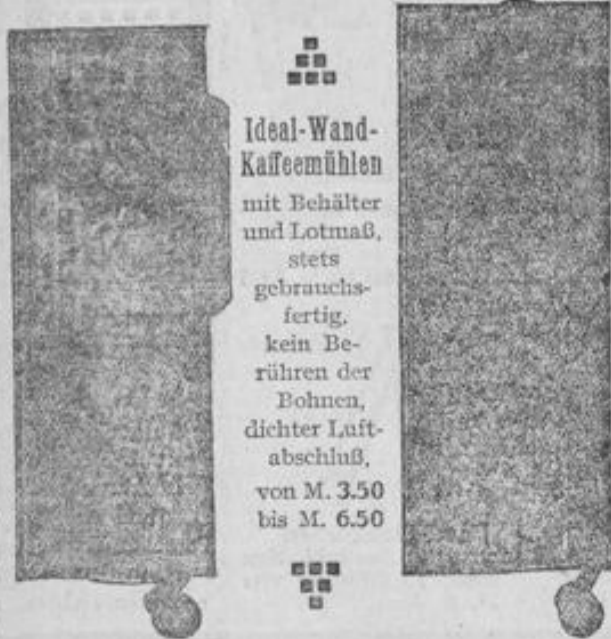 Ideal-Wand-
Kaffeemühlen
mit Behälter
und Lotmaß,
stets
gebrauchs-
fertig,
kein Be-
rühren der
Bohnen,
dichter Luft-
abschluß,
von M. 3.50
bis M. 6.50